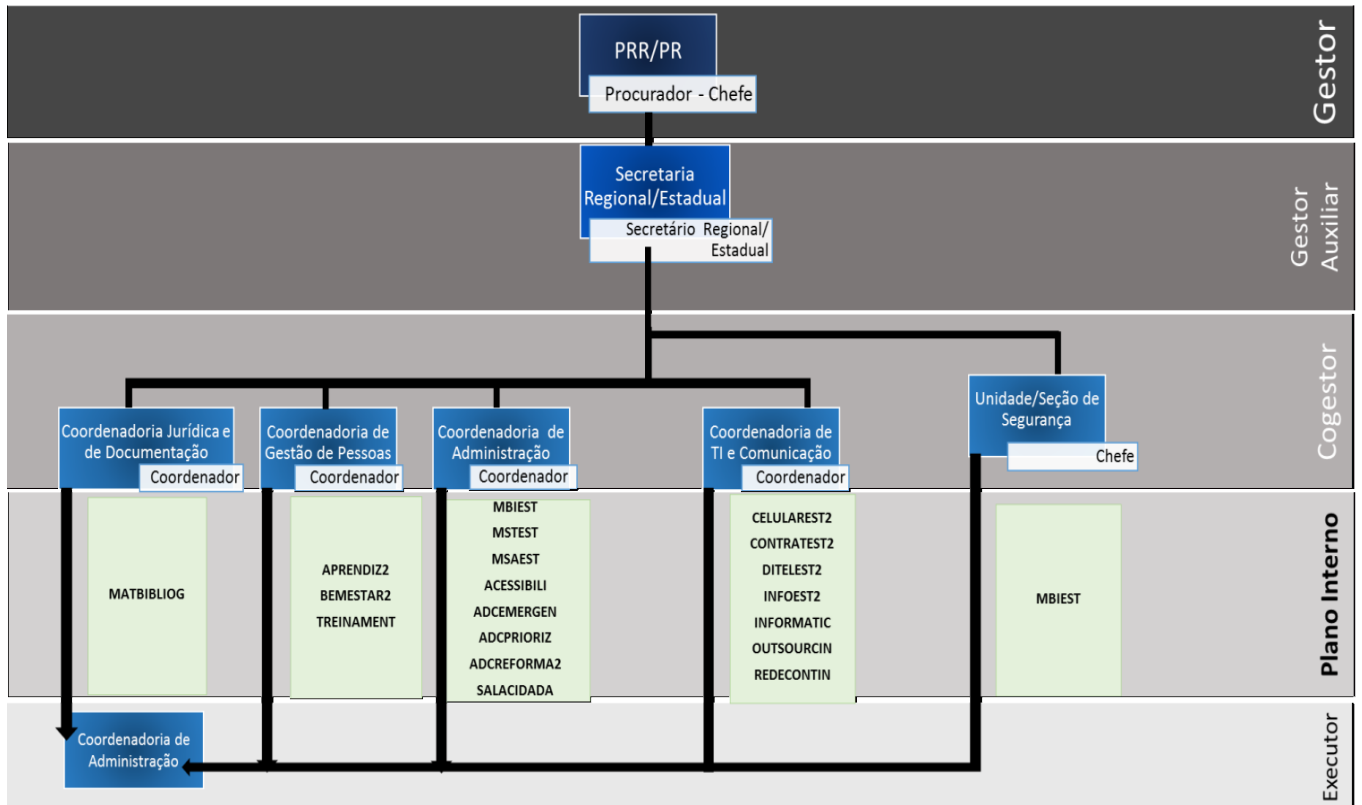 PRR/PR
Procurador - Chefe
Gestor
Secretaria
Regional/Estadual
Secretário Regional/
Estadual
Gestor
Auxiliar
Coordenadoria Jurídica e
de Documentação
Coordenador
Coordenadoria de
Gestão de Pessoas
Coordenador
Coordenadoria de
Administração
Coordenador
Coordenadoria de
TI e Comunicação
Coordenador
Unidade/Seção de
Segurança
Chefe
Cogestor
MATBIBLIOG
APRENDIZ2
BEMESTAR2
TREINAMENT
MBIEST
MSTEST
MSAEST
ACESSIBILI
ADCEMERGEN
ADCPRIORIZ
ADCREFORMA2
SALACIDADA
CELULAREST2
CONTRATEST2
DITELEST2
INFOEST2
INFORMATIC
OUTSOURCIN
REDECONTIN
MBIEST
Plano Interno
Coordenadoria de
Administração
Executor